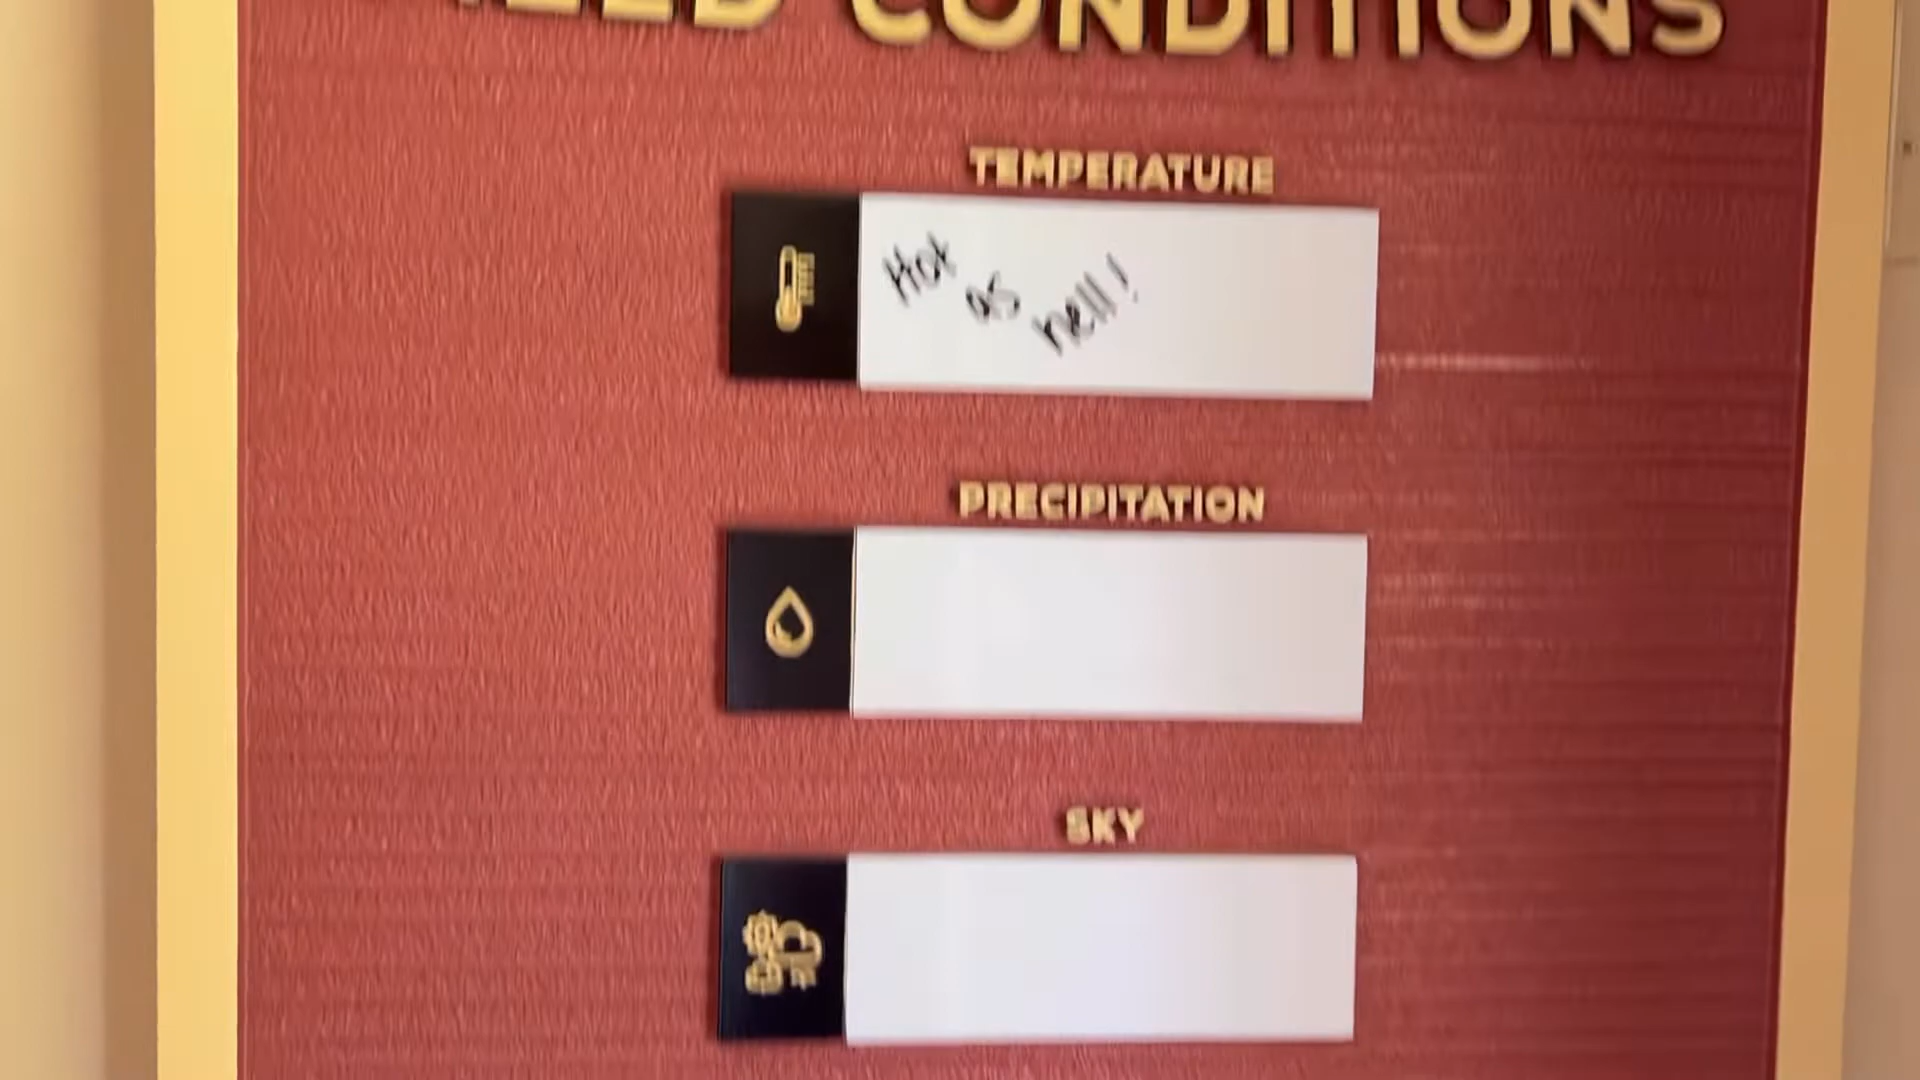 CONDITIONS
TEMPERATURE
Hot as hell!
PRECIPITATION
SKY